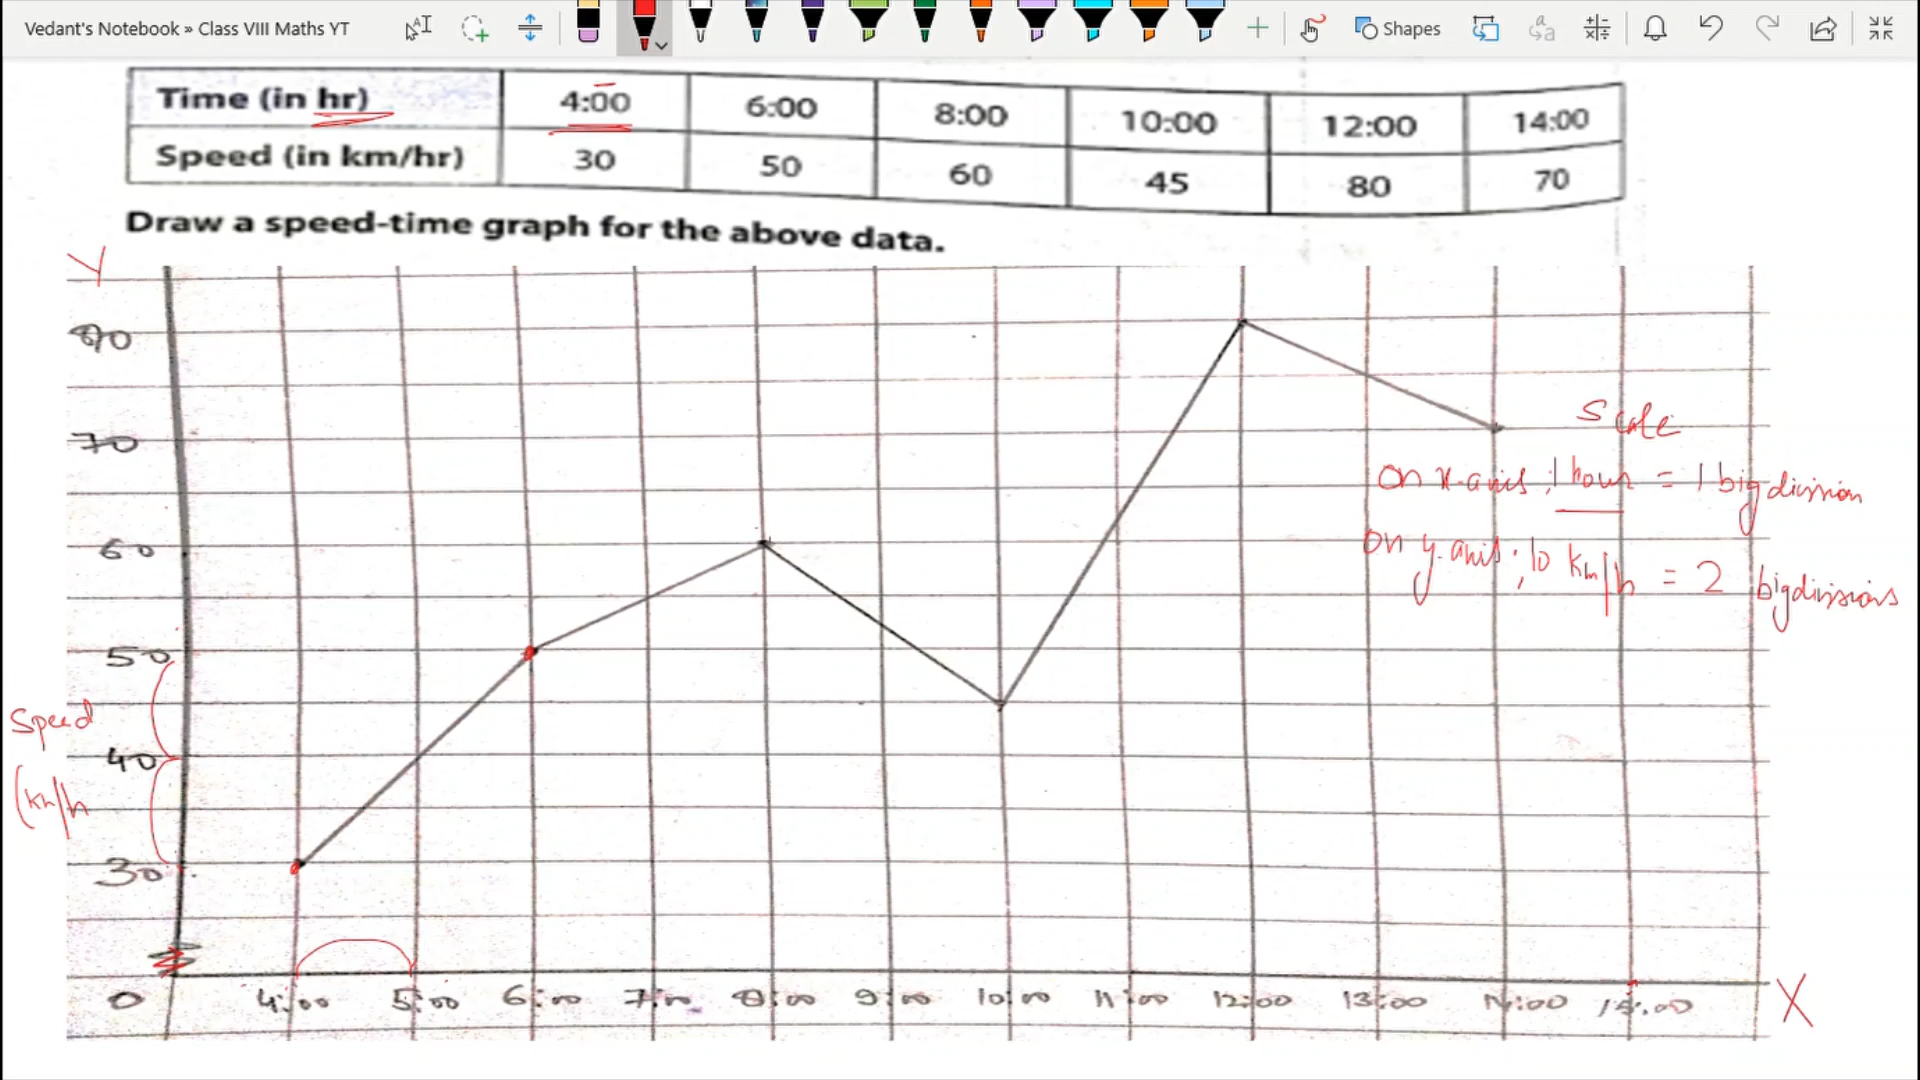 Vedant's Notebook » Class VIII Maths YT
Shapes
Time (in hr) 4:00 6:00 8:00 10:00 12:00 14:00
Speed (in km/hr) 30 50 60 45 80 70
Draw a speed-time graph for the above data.
Y
70
60
50
40
30
0
Speed
(km/h
Scale
on x-axis ; 1 hour = 1 big division
on y-axis ; 10 km/h = 2 big divisions
4:00 5:00 6:00 7:00 8:00 9:00 10:00 11:00 12:00 13:00 14:00 15:00
X